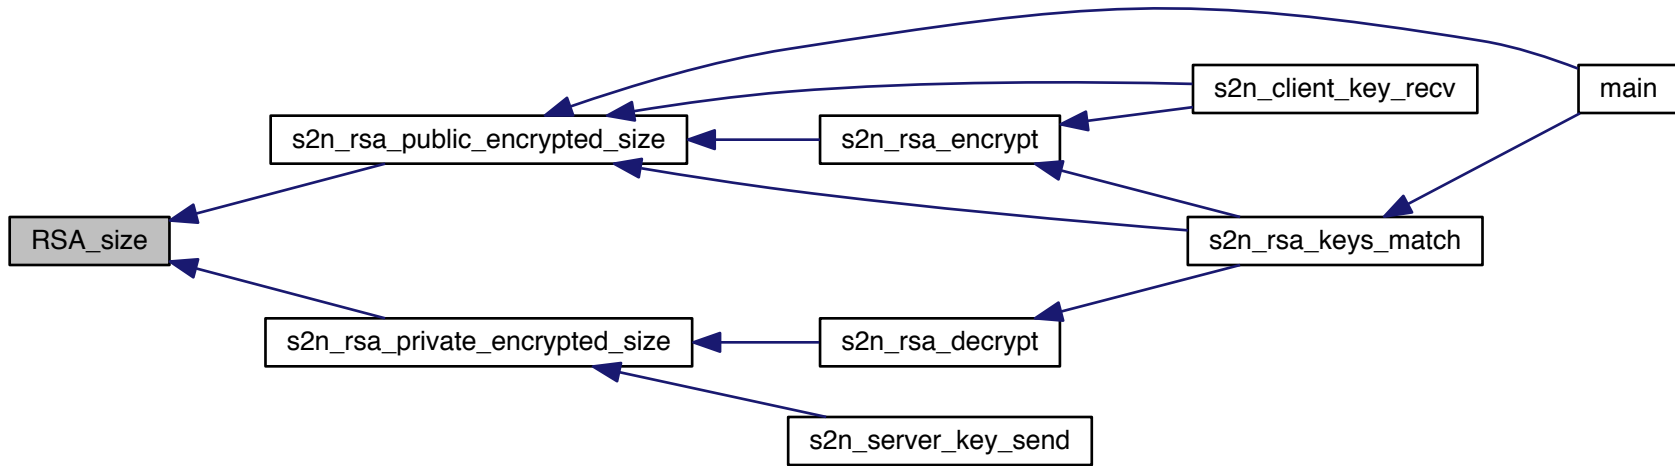 s2n_client_key_recv
main
s2n_rsa_public_encrypted_size
s2n_rsa_encrypt
RSA_size
s2n_rsa_keys_match
s2n_rsa_private_encrypted_size
s2n_rsa_decrypt
s2n_server_key_send